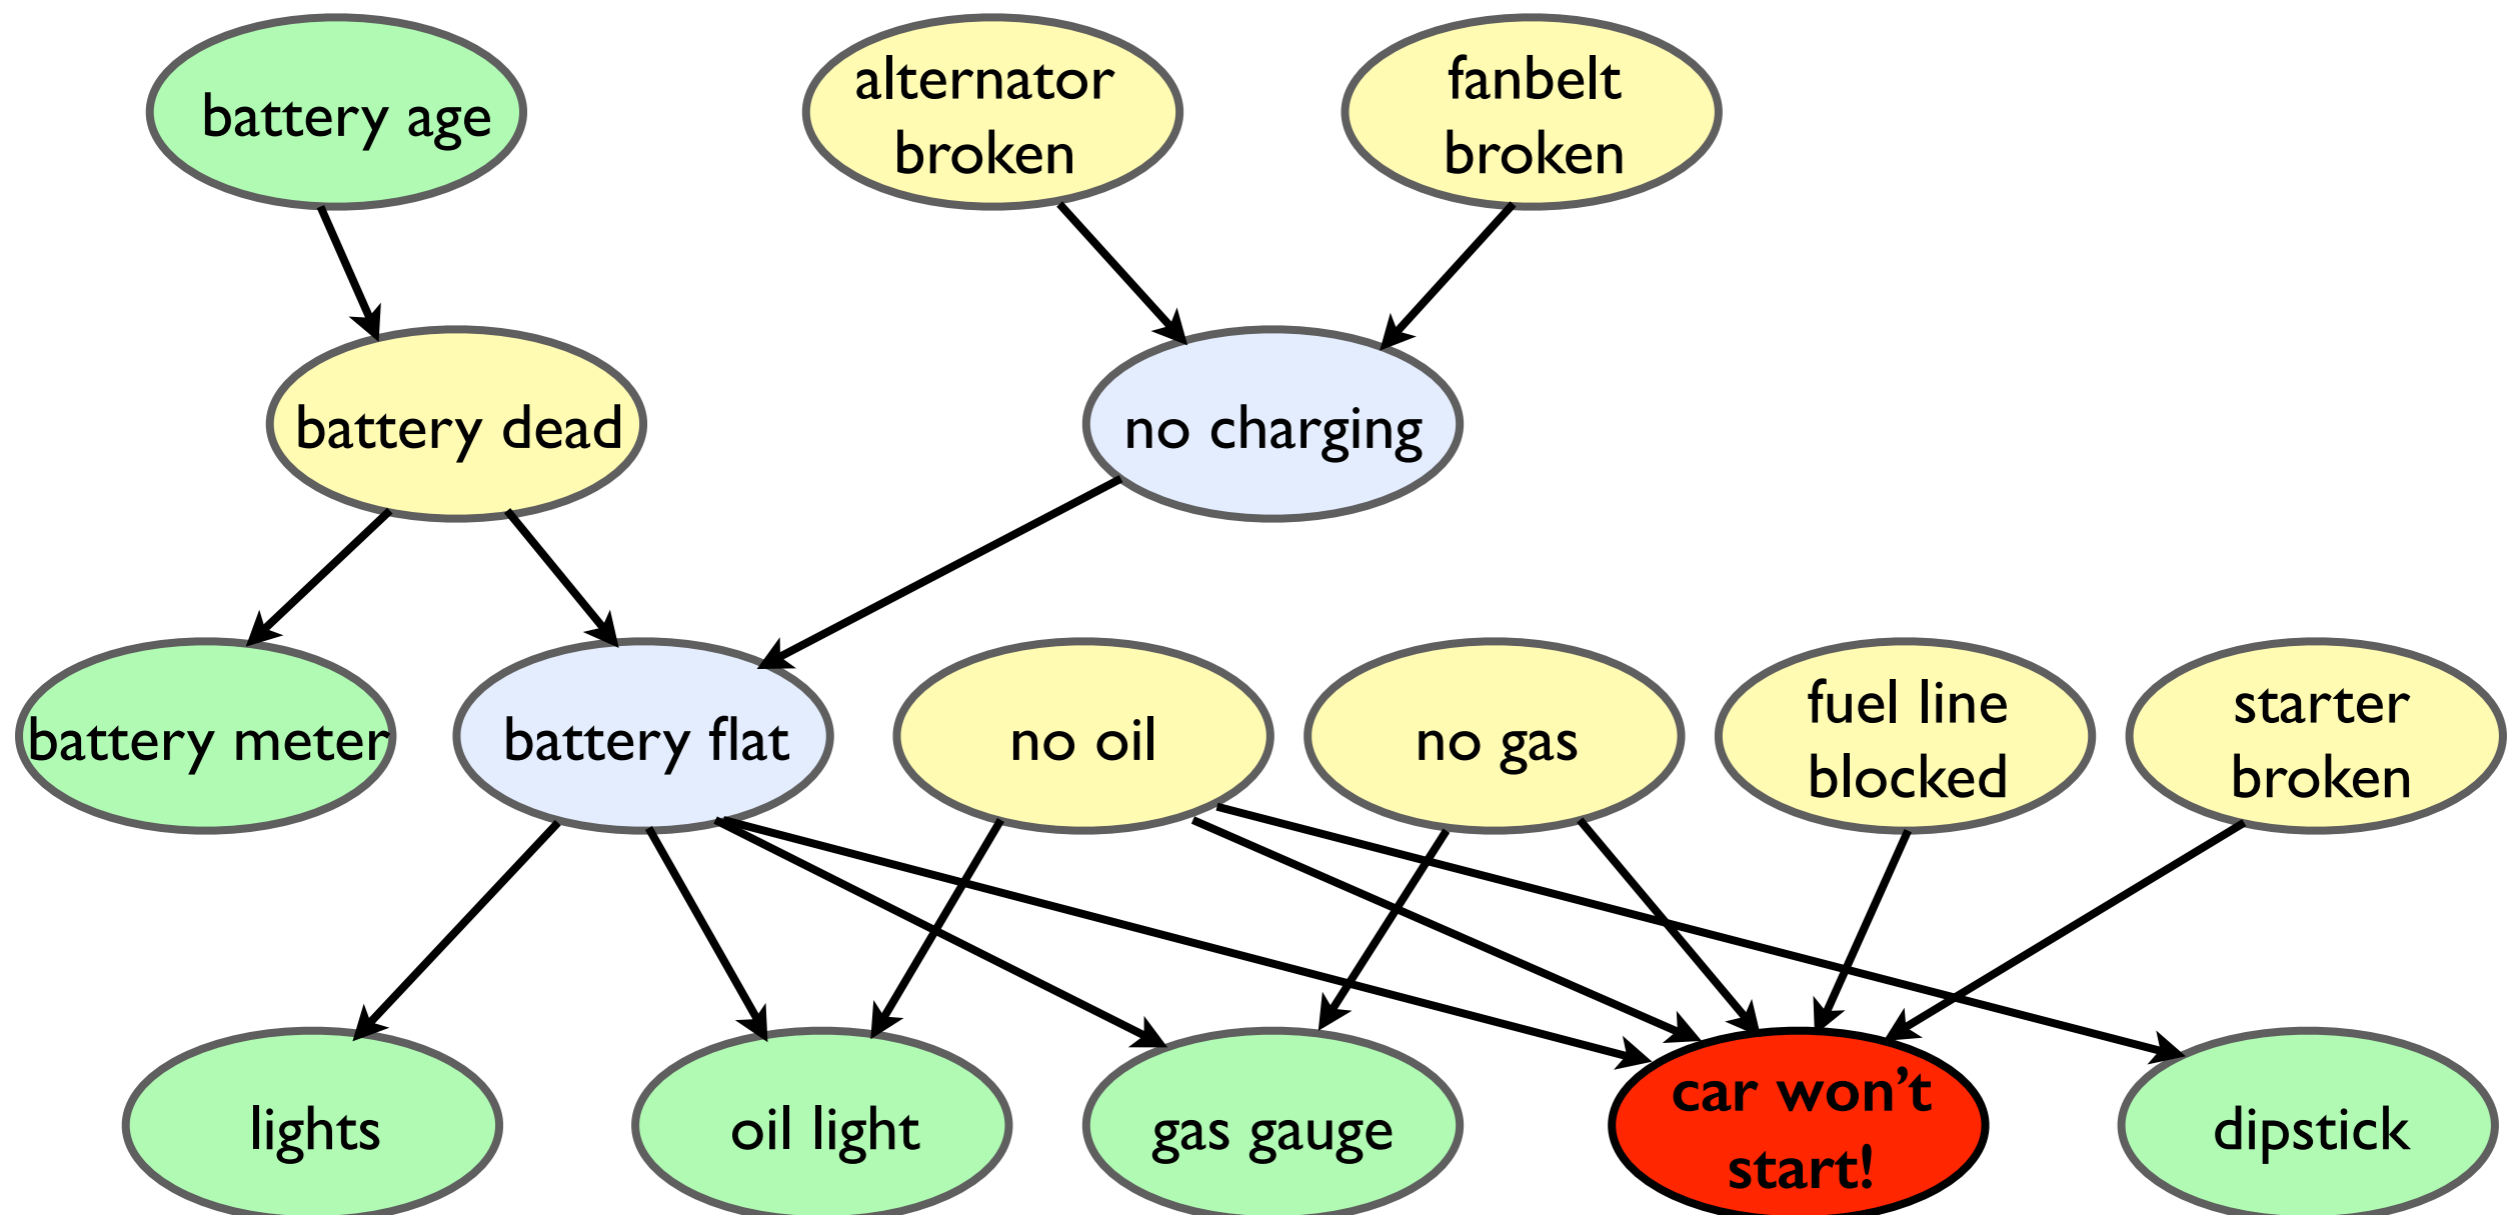 battery age
alternator
broken
fanbelt
broken
battery dead
no charging
battery meter
battery flat
no oil
no gas
fuel line
blocked
starter
broken
lights
oil light
gas gauge
car won't
start!
dipstick